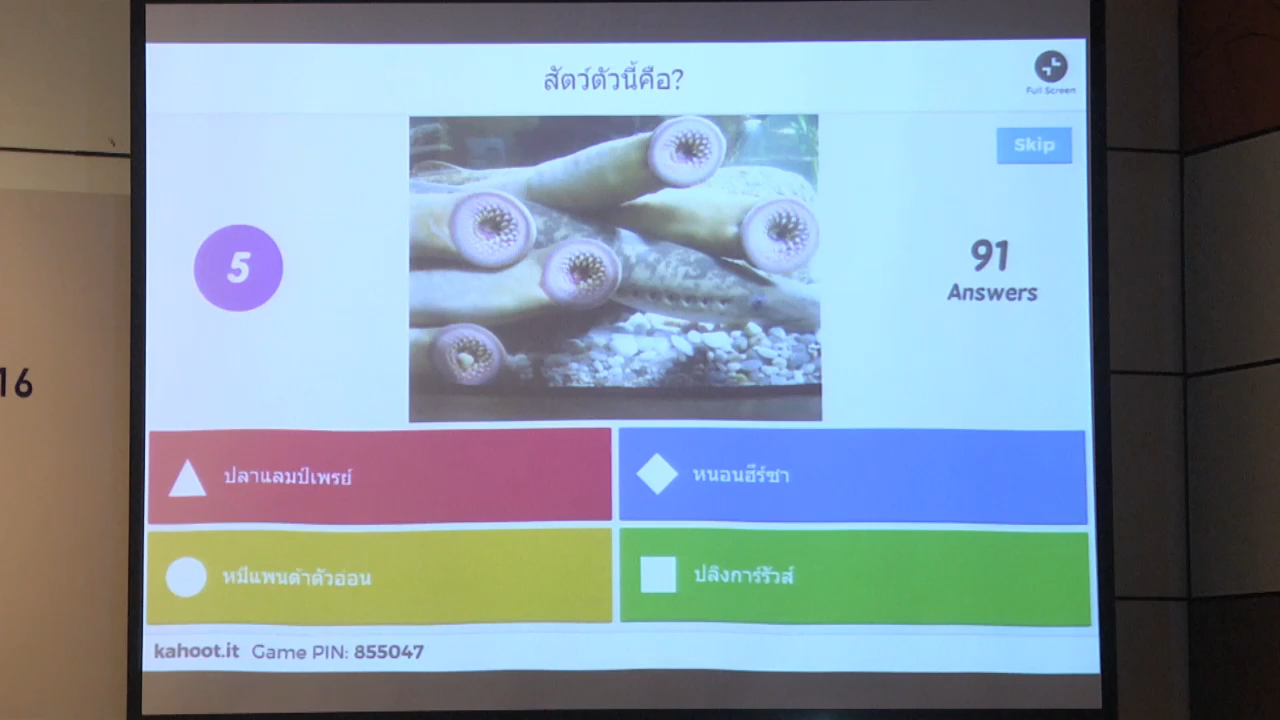 สัตว์ตัวนี้คือ?
Full Screen
Skip
5
91
Answers
16
ปลาแลมป์เพรย์
หนอนฮีร์ซา
หมีแพนด้าตัวอ่อน
ปลิงการ์รัวส์
kahoot.it Game PIN: 855047